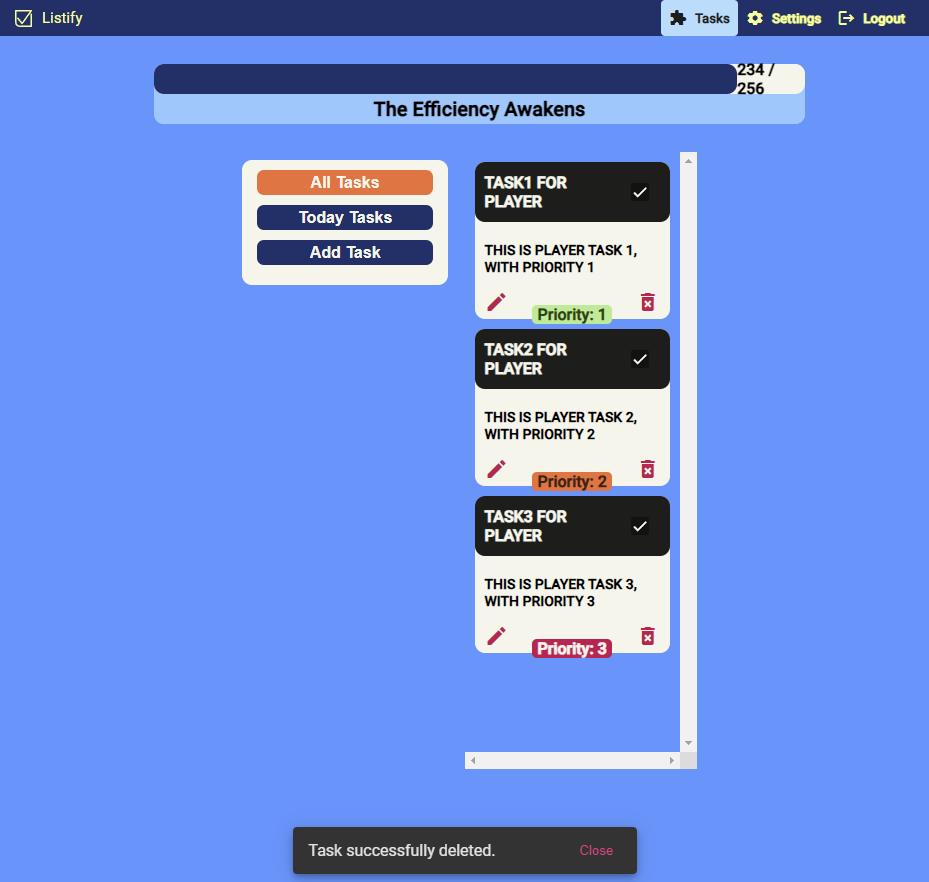 Listify
Tasks
Settings
Logout
234 /
256
The Efficiency Awakens
All Tasks
Today Tasks
Add Task
TASK1 FOR
PLAYER
THIS IS PLAYER TASK 1,
WITH PRIORITY 1
Priority: 1
TASK2 FOR
PLAYER
THIS IS PLAYER TASK 2,
WITH PRIORITY 2
Priority: 2
TASK3 FOR
PLAYER
THIS IS PLAYER TASK 3,
WITH PRIORITY 3
Priority: 3
Task successfully deleted.
Close